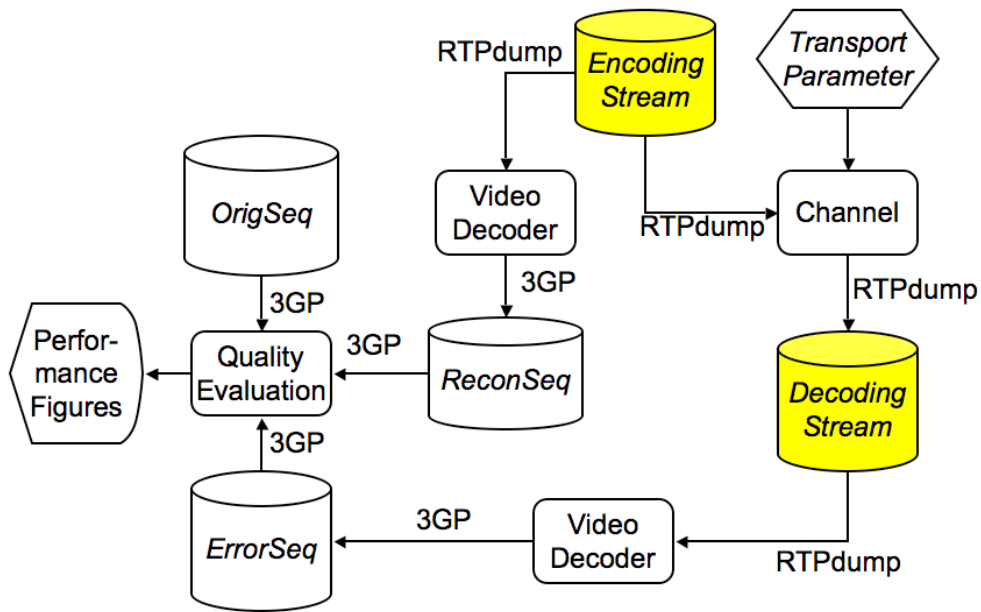 RTPdump
Encoding
Stream
Transport
Parameter
OrigSeq
Video
Decoder
RTPdump
Channel
3GP
3GP
RTPdump
Perfor-
mance
Figures
Quality
Evaluation
3GP
ReconSeq
Decoding
Stream
3GP
ErrorSeq
3GP
Video
Decoder
RTPdump